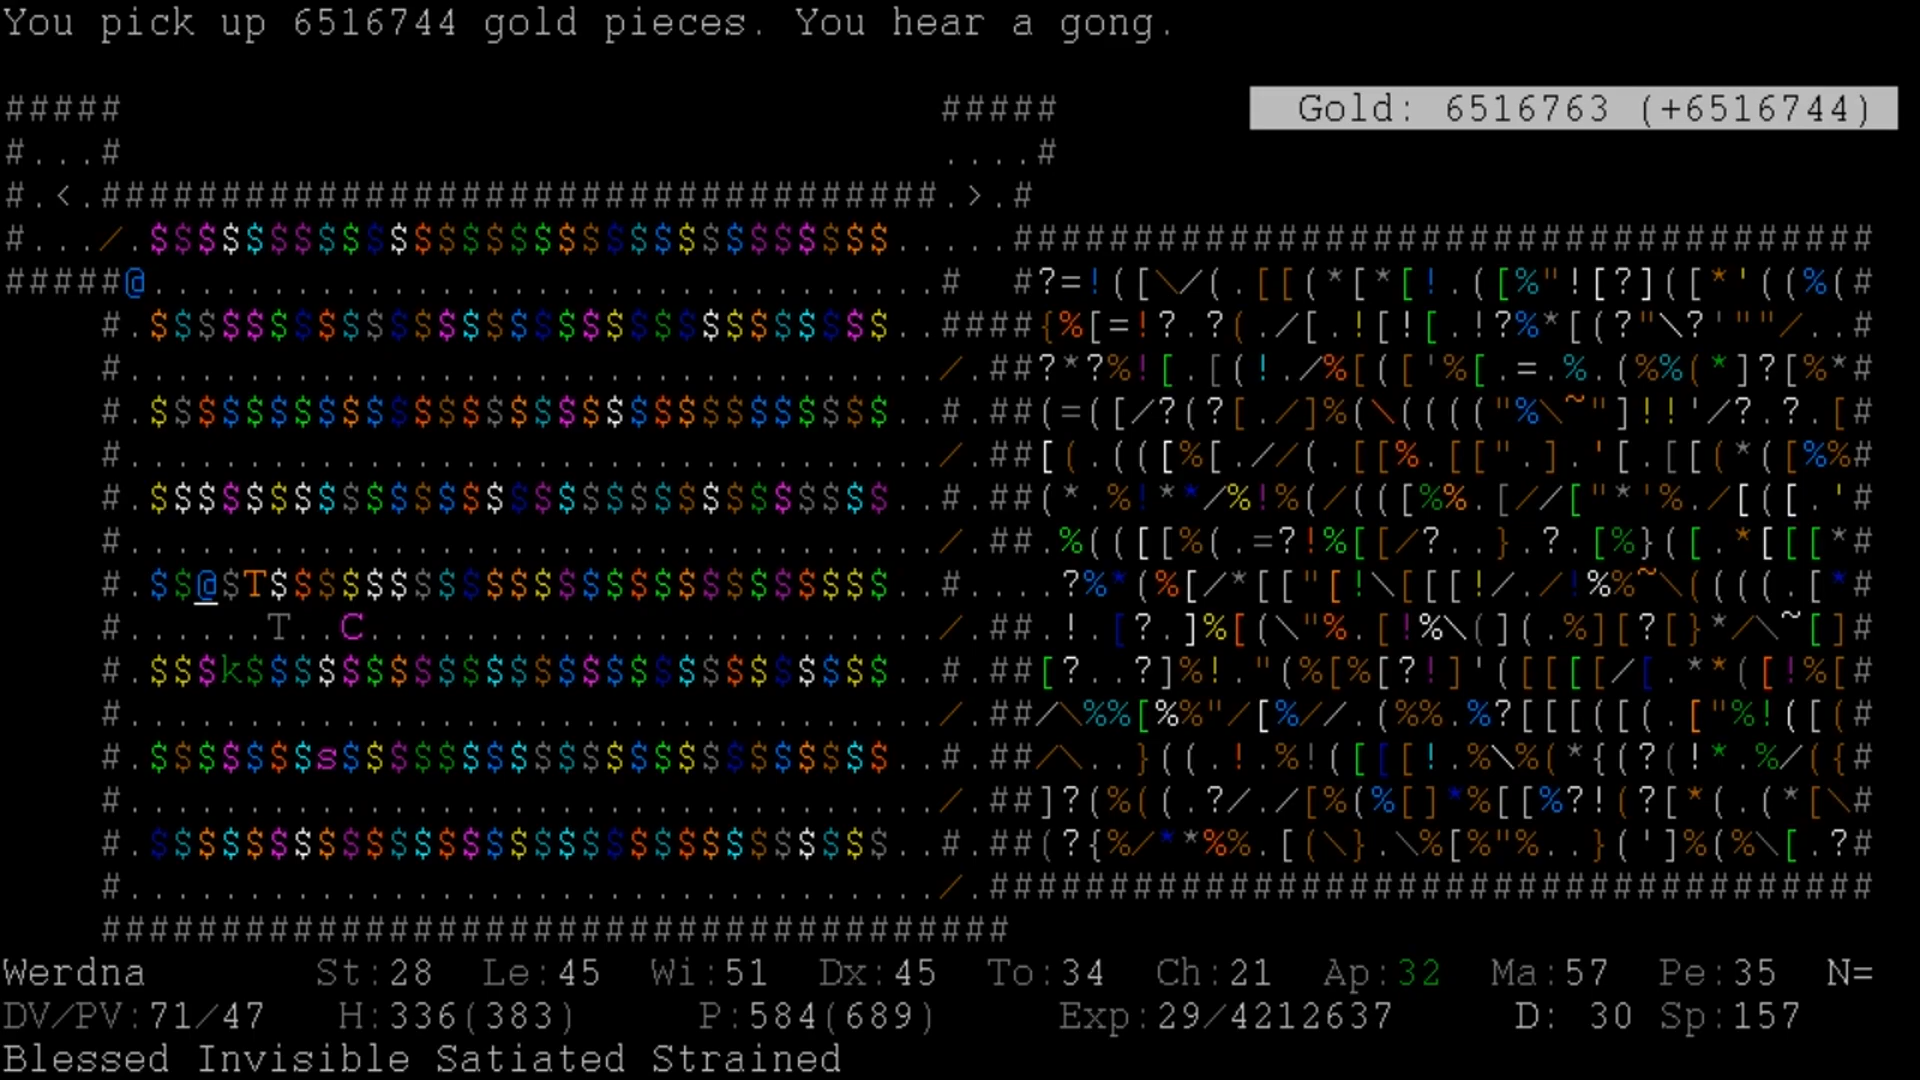 You pick up 6516744 gold pieces. You hear a gong.
Gold: 6516763 (+6516744)
Werdna St:28 Le:45 Wi:51 Dx:45 To:34 Ch:21 Ap:32 Ma:57 Pe:35 N=
DV/PV:71/47 H:336(383) P:584(689) Exp:29/4212637 D: 30 Sp:157
Blessed Invisible Satiated Strained